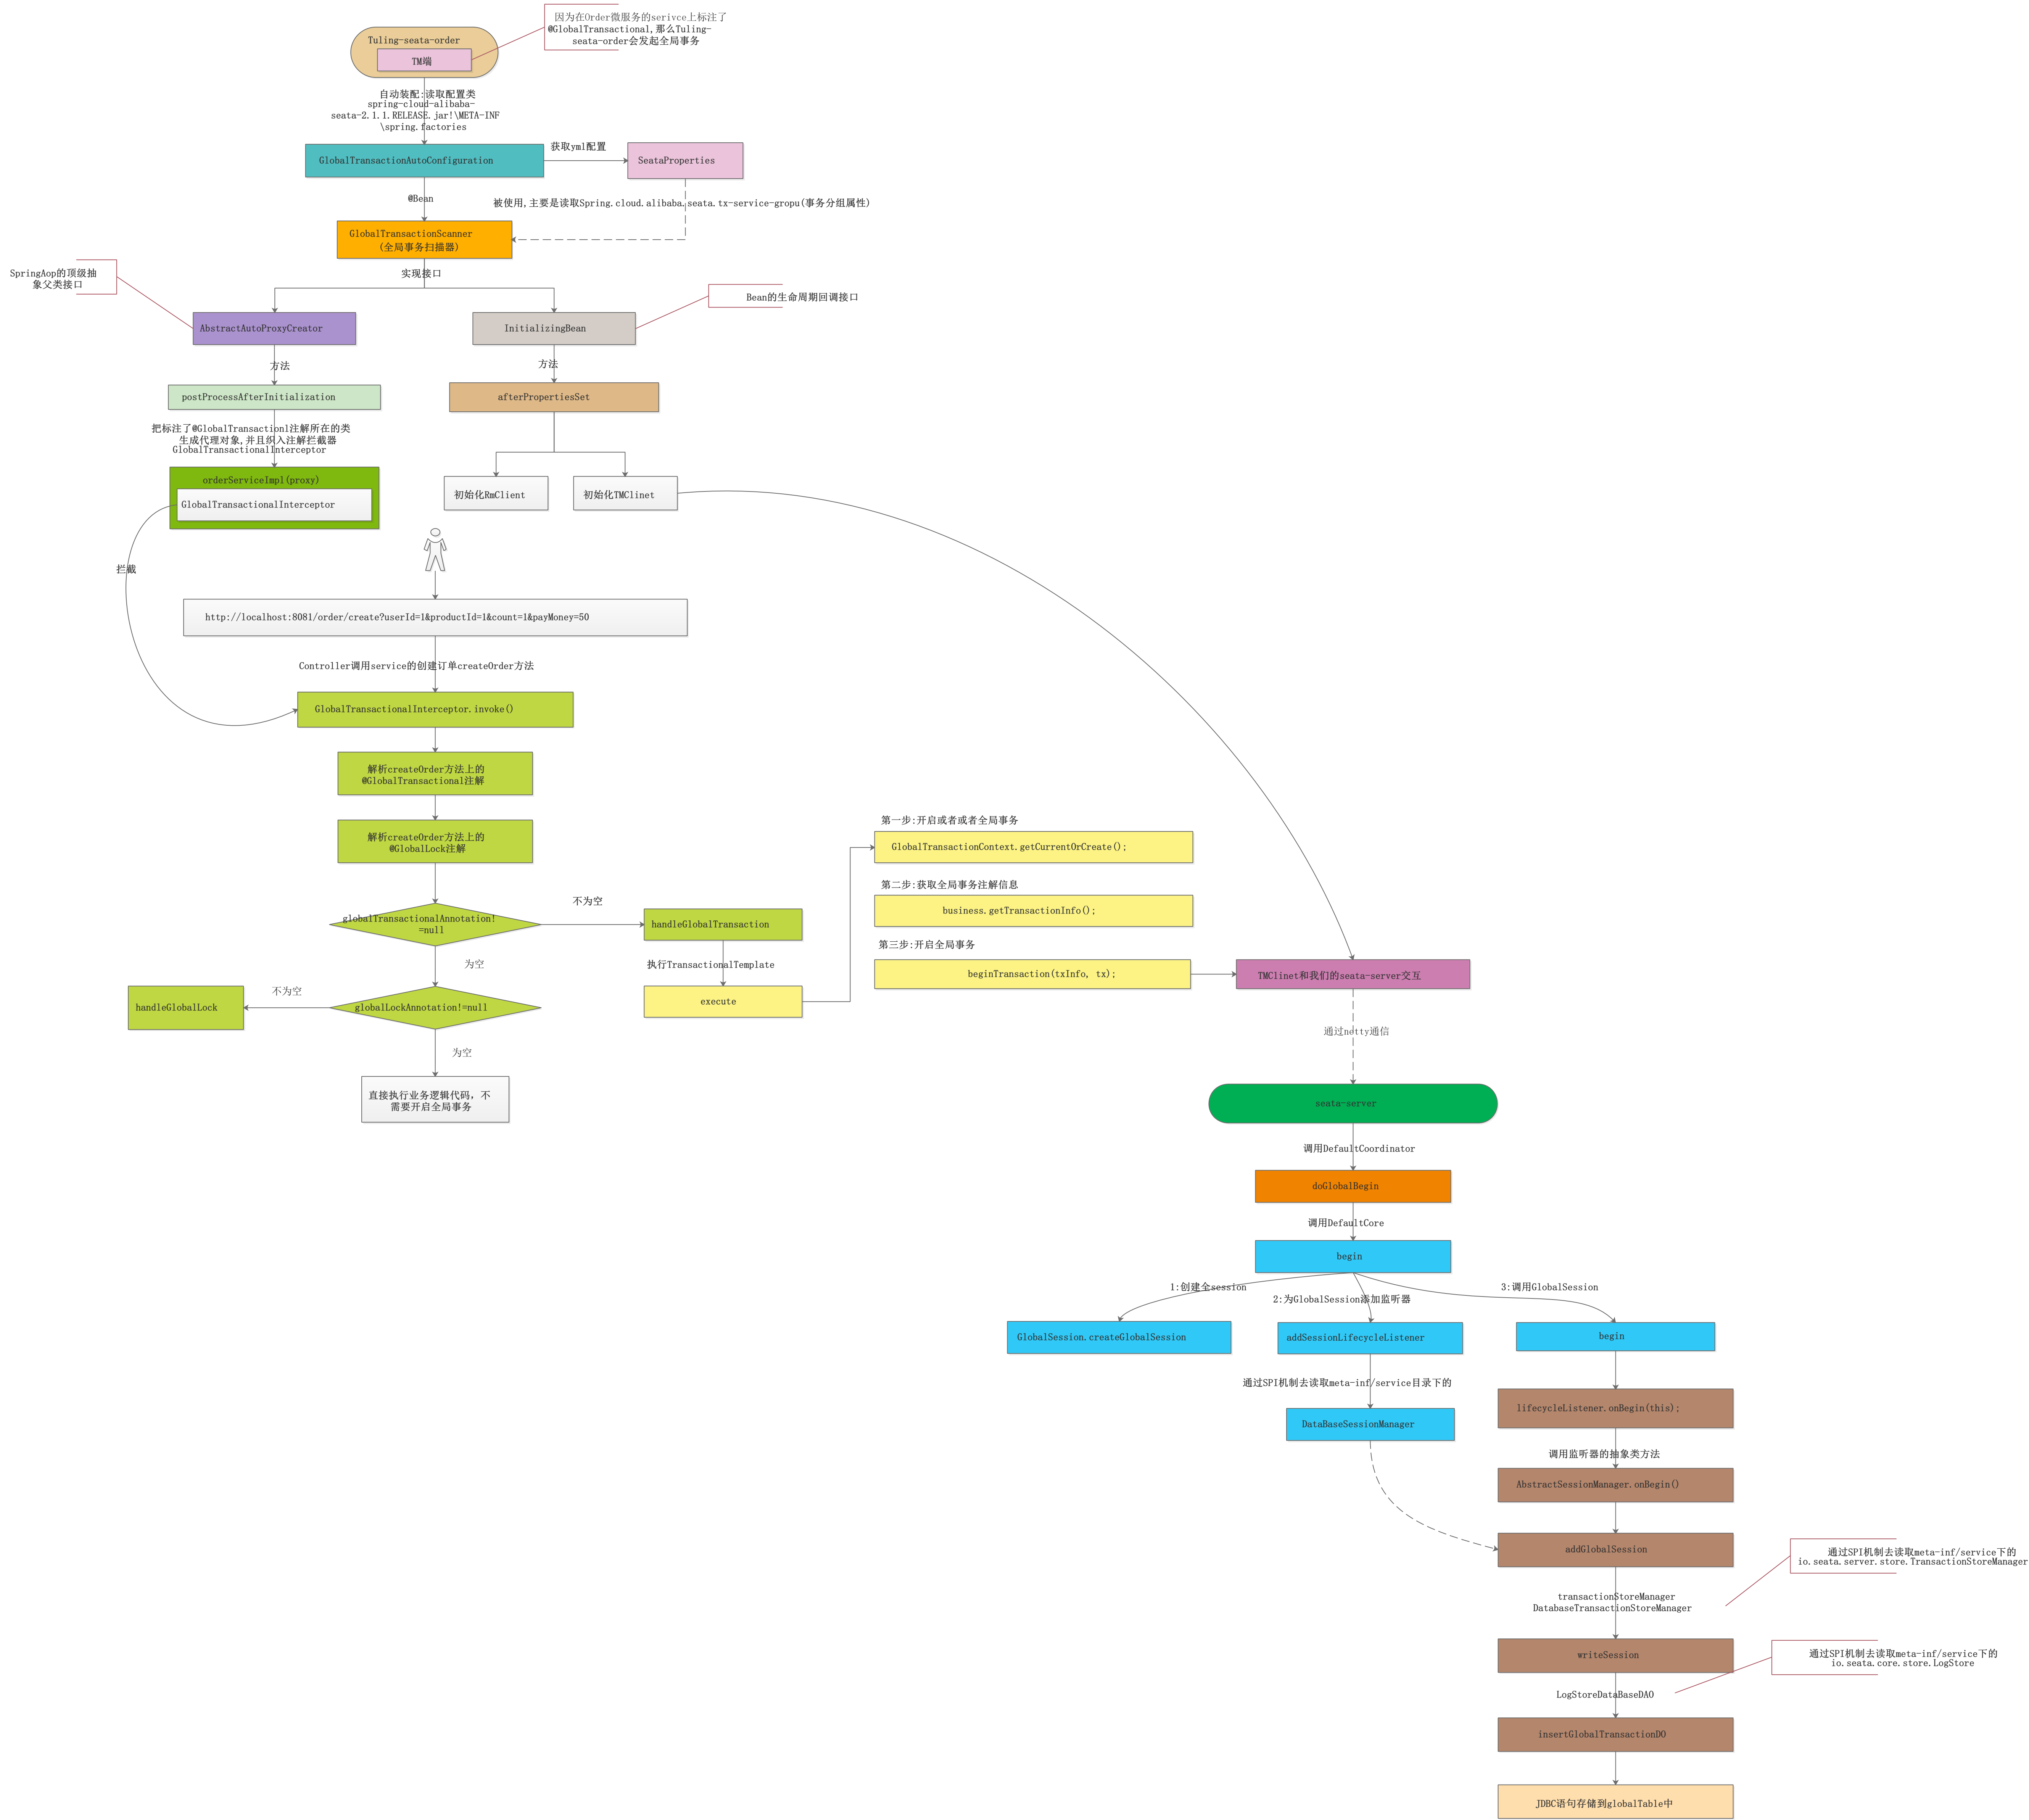 因为在Order微服务的serivce上标注了
@GlobalTransactional,那么Tuling-
seata-order会发起全局事务
Tuling-seata-order
TM端
自动装配:读取配置类
spring-cloud-alibaba-
seata-2.1.1.RELEASE.jar!\META-INF
\spring.factories
GlobalTransactionAutoConfiguration
获取yml配置
SeataProperties
@Bean
被使用,主要是读取Spring.cloud.alibaba.seata.tx-service-gropu(事务分组属性)
GlobalTransactionScanner
(全局事务扫描器)
实现接口
SpringAop的顶级抽
象父类接口
Bean的生命周期回调接口
AbstractAutoProxyCreator
InitializingBean
方法
方法
postProcessAfterInitialization
afterPropertiesSet
把标注了@GlobalTransactionl注解所在的类
生成代理对象,并且织入注解拦截器
GlobalTransactionalInterceptor
orderServiceImpl(proxy)
GlobalTransactionalInterceptor
初始化RmClient
初始化TMClinet
拦截
http://localhost:8081/order/create?userId=1&productId=1&count=1&payMoney=50
Controller调用service的创建订单createOrder方法
GlobalTransactionalInterceptor.invoke()
解析createOrder方法上的
@GlobalTransactional注解
解析createOrder方法上的
@GlobalLock注解
globalTransactionalAnnotation!
=null
不为空
handleGlobalTransaction
为空
执行TransactionalTemplate
不为空
handleGlobalLock
globalLockAnnotation!=null
execute
为空
直接执行业务逻辑代码，不
需要开启全局事务
第一步:开启或者或者全局事务
GlobalTransactionContext.getCurrentOrCreate();
第二步:获取全局事务注解信息
business.getTransactionInfo();
第三步:开启全局事务
beginTransaction(txInfo, tx);
TMClinet和我们的seata-server交互
通过netty通信
seata-server
调用DefaultCoordinator
doGlobalBegin
调用DefaultCore
begin
1:创建全session
2:为GlobalSession添加监听器
3:调用GlobalSession
GlobalSession.createGlobalSession
addSessionLifecycleListener
begin
通过SPI机制去读取meta-inf/service目录下的
DataBaseSessionManager
lifecycleListener.onBegin(this);
调用监听器的抽象类方法
AbstractSessionManager.onBegin()
addGlobalSession
通过SPI机制去读取meta-inf/service下的
io.seata.server.store.TransactionStoreManager
transactionStoreManager
DatabaseTransactionStoreManager
writeSession
通过SPI机制去读取meta-inf/service下的
io.seata.core.store.LogStore
LogStoreDataBaseDAO
insertGlobalTransactionDO
JDBC语句存储到globalTable中